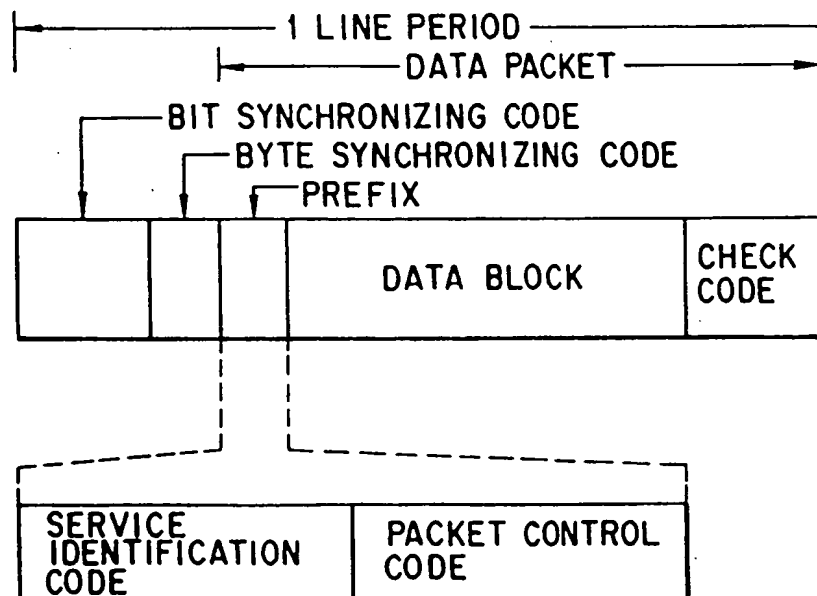 1 LINE PERIOD
DATA PACKET
BIT SYNCHRONIZING CODE
BYTE SYNCHRONIZING CODE
PREFIX
DATA BLOCK
CHECK
CODE
SERVICE
IDENTIFICATION
CODE
PACKET CONTROL
CODE